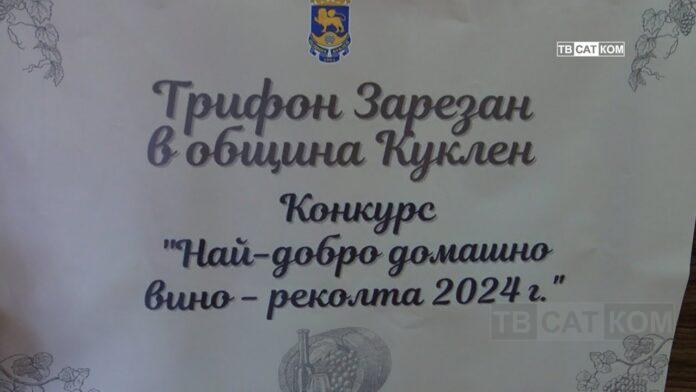 ТВ САТ КОМ
Трифон Зарезан
в община Куклен
Конкурс
"Най-добро домашно
вино - реколта 2024 г."
ТВ САТ КОМ